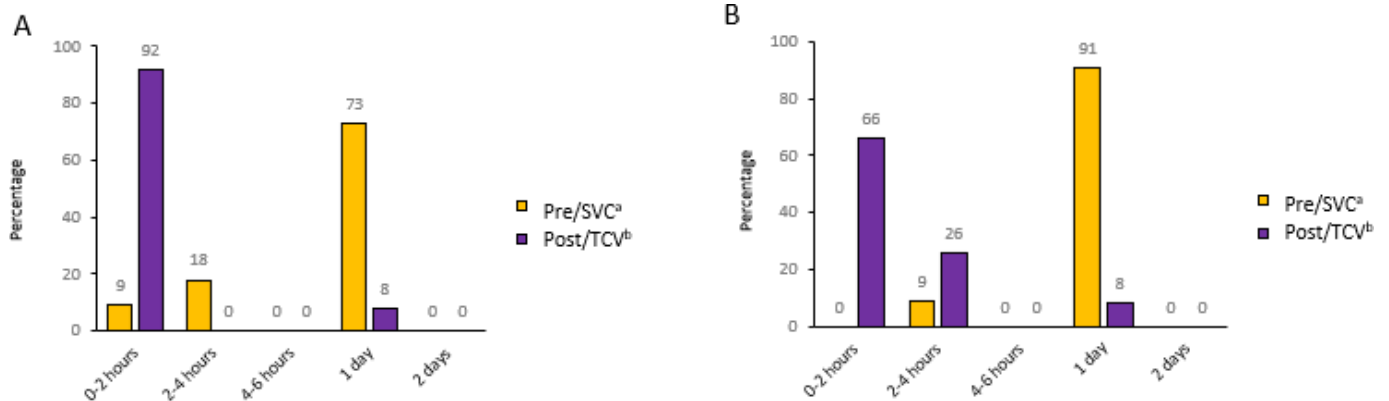 A
Percentage
100
80
60
40
20
0
9
92
18
0
0
0
73
8
0
0
0-2 hours
2-4 hours
4-6 hours
1 day
2 days
Pre/SVCᵃ
Post/TCVᵇ
B
Percentage
100
80
60
40
20
0
0
66
9
26
0
0
91
8
0
0
0-2 hours
2-4 hours
4-6 hours
1 day
2 days
Pre/SVCᵃ
Post/TCVᵇ